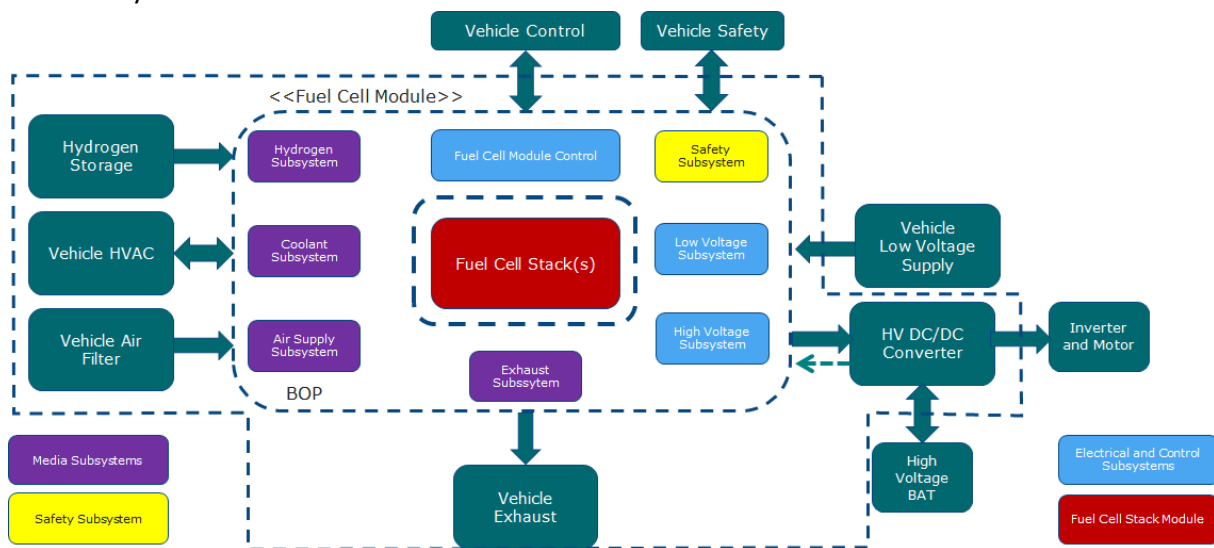 Vehicle Control
Vehicle Safety
<<Fuel Cell Module>>
Hydrogen
Storage
Hydrogen
Subsystem
Fuel Cell Module Control
Safety
Subsystem
Vehicle HVAC
Coolant
Subsystem
Fuel Cell Stack(s)
Low Voltage
Subsystem
Vehicle
Low Voltage
Supply
Vehicle Air
Filter
Air Supply
Subsystem
High Voltage
Subsystem
HV DC/DC
Converter
Inverter
and Motor
Exhaust
Subssytem
BOP
Media Subsystems
Safety Subsystem
Vehicle
Exhaust
High
Voltage
BAT
Electrical and Control
Subsystems
Fuel Cell Stack Module